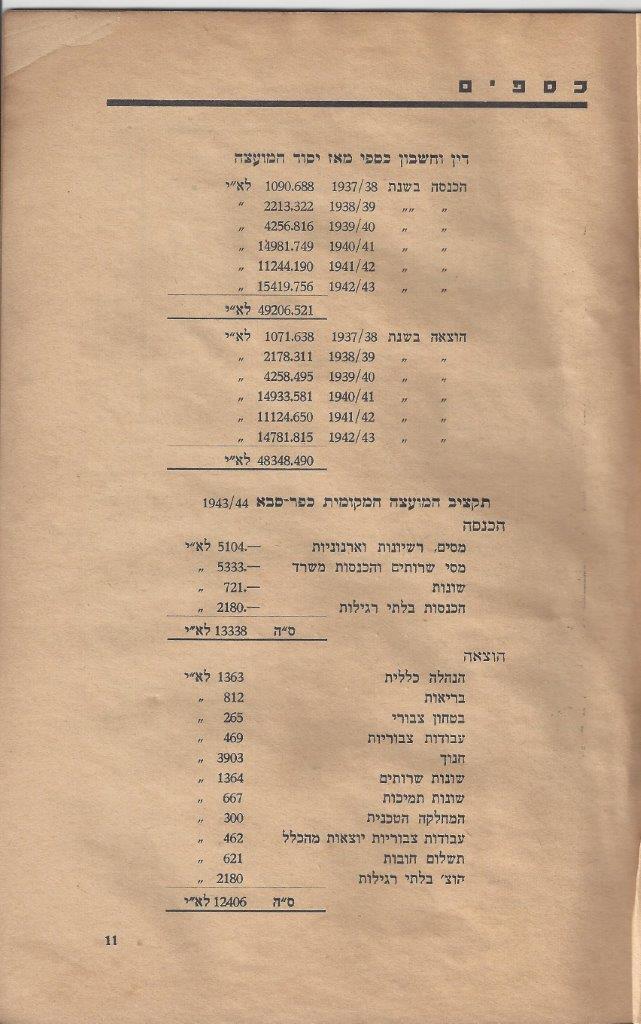 כספים
דין וחשבון כספי מאז יסוד המועצה
הכנסה בשנת 1937/38 1090.688 לא״י
„ „„ 1938/39 2213.322 „
„ „ 1939/40 4256.816 „
„ „ 1940/41 14981.749 „
„ „ 1941/42 11244.190 „
„ „ 1942/43 15419.756 „
49206.521 לא״י
הוצאה בשנת 1937/38 1071.638 לא״י
„ „ 1938/39 2178.311 „
„ „ 1939/40 4258.495 „
„ „ 1940/41 14933.581 „
„ „ 1941/42 11124.650 „
„ „ 1942/43 14781.815 „
48348.490 לא״י
תקציב המועצה המקומית כפר-סבא 1943/44
הכנסה
מסים, רשיונות וארנוניות 5104.— לא״י
מסי שרותים והכנסות משרד 5333.— „
שונות 721.— „
הכנסות בלתי רגילות 2180.— „
ס״ה 13338 לא״י
הוצאה
הנהלה כללית 1363 לא״י
בריאות 812 „
בטחון צבורי 265 „
עבודות צבוריות 469 „
חנוך 3903 „
שונות שרותים 1364 „
שונות תמיכות 667 „
המחלקה הטכנית 300 „
עבודות צבוריות יוצאות מהכלל 462 „
תשלום חובות 621 „
הוצ׳ בלתי רגילות 2180 „
ס״ה 12406 לא״י
11